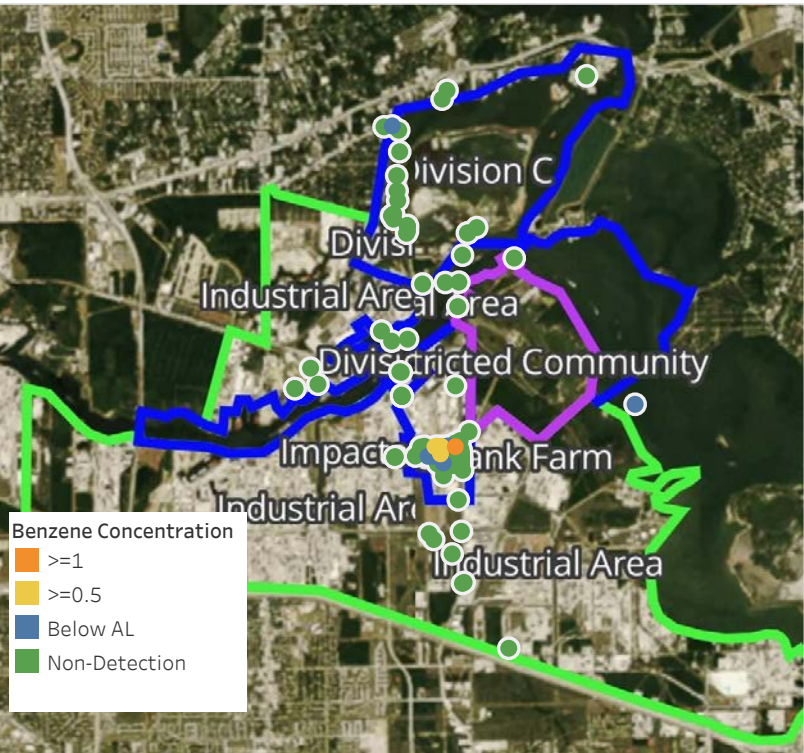 Division C
Divisi
Industrial Area
Area
Divis
tricted Community
Impac
ank Farm
Industrial Ar
Industrial Area
Benzene Concentration
>=1
>=0.5
Below AL
Non-Detection